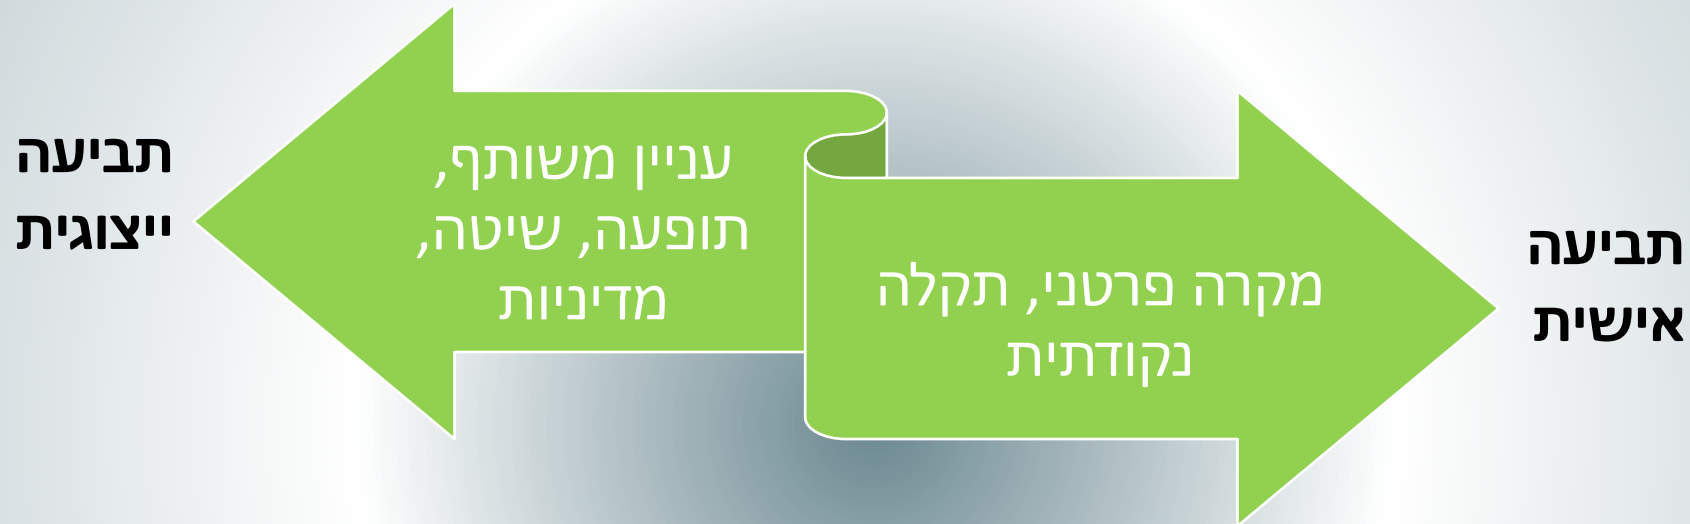 תביעה
אישית
מקרה פרטני, תקלה
נקודתית
עניין משותף,
תופעה, שיטה,
מדיניות
תביעה
ייצוגית